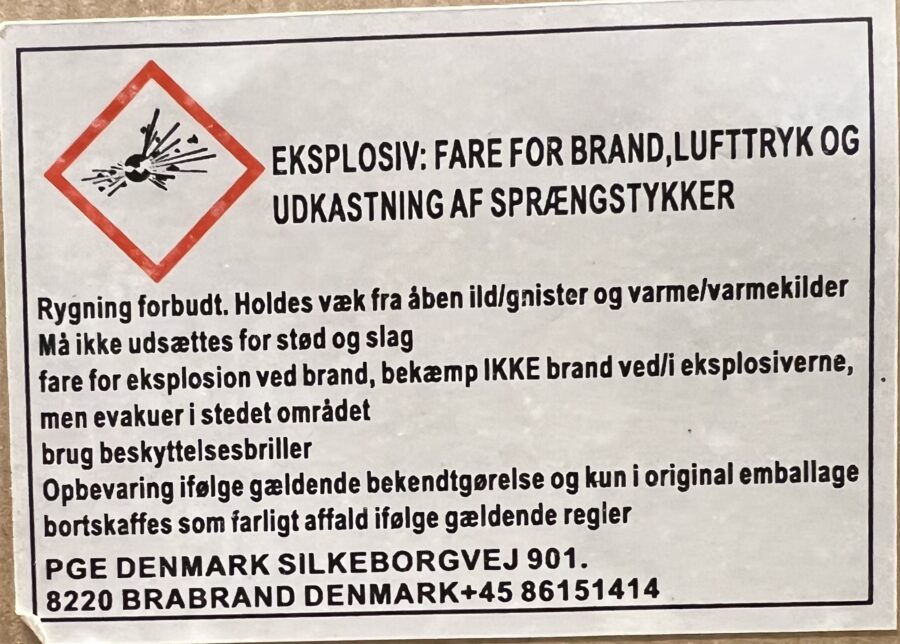 EKSPLOSIV: FARE FOR BRAND,LUFTTRYK OG
UDKASTNING AF SPRÆNGSTYKKER
Rygning forbudt. Holdes væk fra åben ild/gnister og varme/varmekilder
Må ikke udsættes for stød og slag
fare for eksplosion ved brand, bekæmp IKKE brand ved/i eksplosiverne,
men evakuer i stedet området
brug beskyttelsesbriller
Opbevaring ifølge gældende bekendtgørelse og kun i original emballage
bortskaffes som farligt affald ifølge gældende regler
PGE DENMARK SILKEBORGVEJ 901.
8220 BRABRAND DENMARK+45 86151414